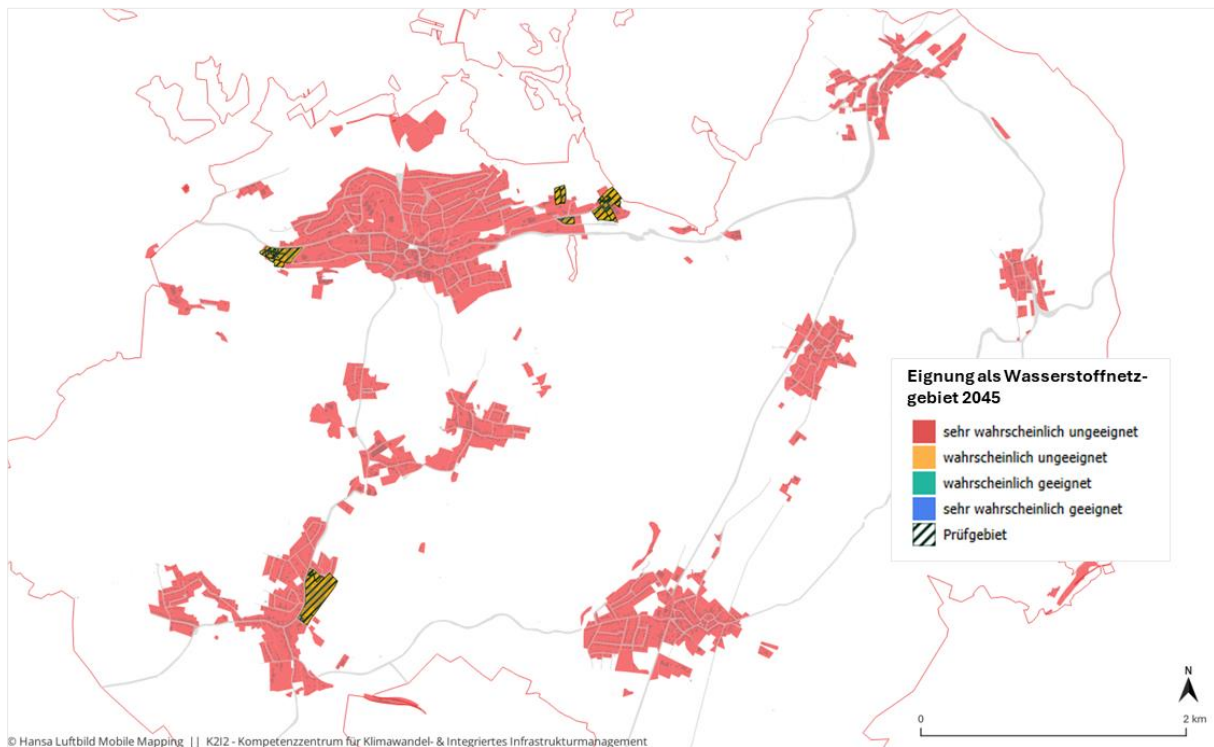 Eignung als Wasserstoffnetz-
gebiet 2045
sehr wahrscheinlich ungeeignet
wahrscheinlich ungeeignet
wahrscheinlich geeignet
sehr wahrscheinlich geeignet
Prüfgebiet
N
0 2 km
© Hansa Luftbild Mobile Mapping || K2I2 - Kompetenzzentrum für Klimawandel- & Integriertes Infrastrukturmanagement